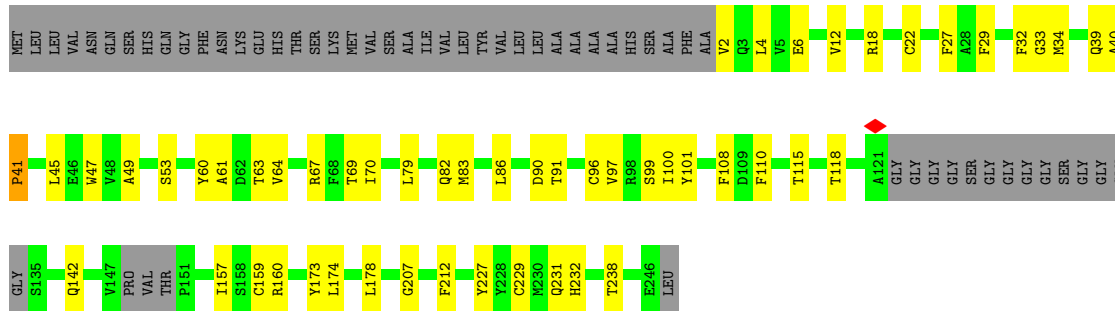 MET LEU LEU VAL ASN GLN SER HIS GLN GLY PHE ASN LYS GLU HIS THR SER LYS MET VAL SER ALA ILE VAL LEU TYR VAL LEU LEU ALA ALA ALA ALA HIS SER ALA PHE ALA V2 Q3 L4 V5 E6 V12 R18 C22 F27 A28 F29 F32 G33 M34 Q39 A40
P41 L45 E46 W47 V48 A49 S53 Y60 A61 D62 T63 V64 R67 F68 T69 I70 L79 Q82 M83 L86 D90 T91 C96 V97 R98 S99 I100 Y101 F108 D109 F110 T115 T118 A121 GLY GLY GLY GLY SER GLY GLY GLY GLY SER GLY GLY
GLY S135 Q142 V147 PRO VAL THR P151 I157 S158 C159 R160 Y173 L174 L178 G207 F212 Y227 Y228 C229 M230 Q231 H232 T238 E246 LEU